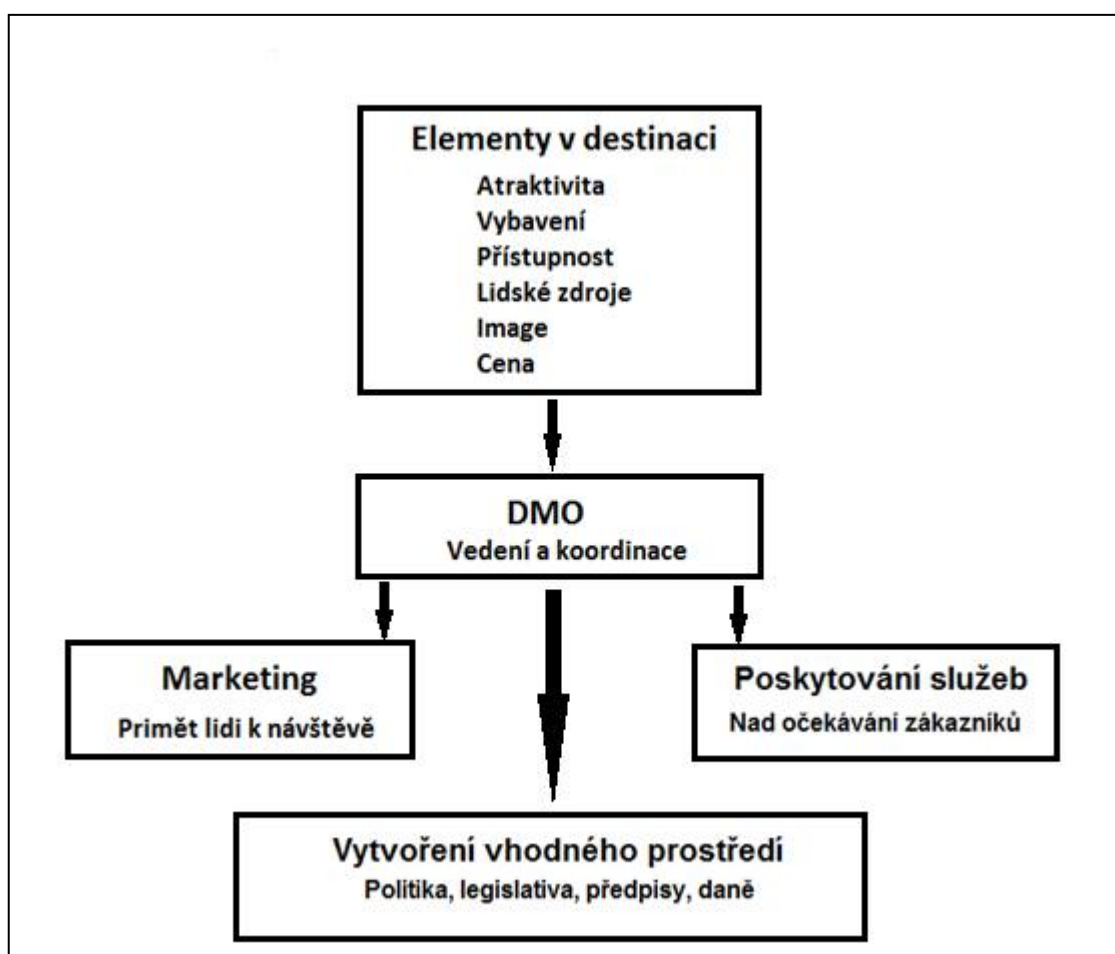 Elementy v destinaci
Atraktivita
Vybavení
Přístupnost
Lidské zdroje
Image
Cena
DMO
Vedení a koordinace
Marketing
Primět lidi k návštěvě
Poskytování služeb
Nad očekávání zákazníků
Vytvoření vhodného prostředí
Politika, legislativa, předpisy, daně